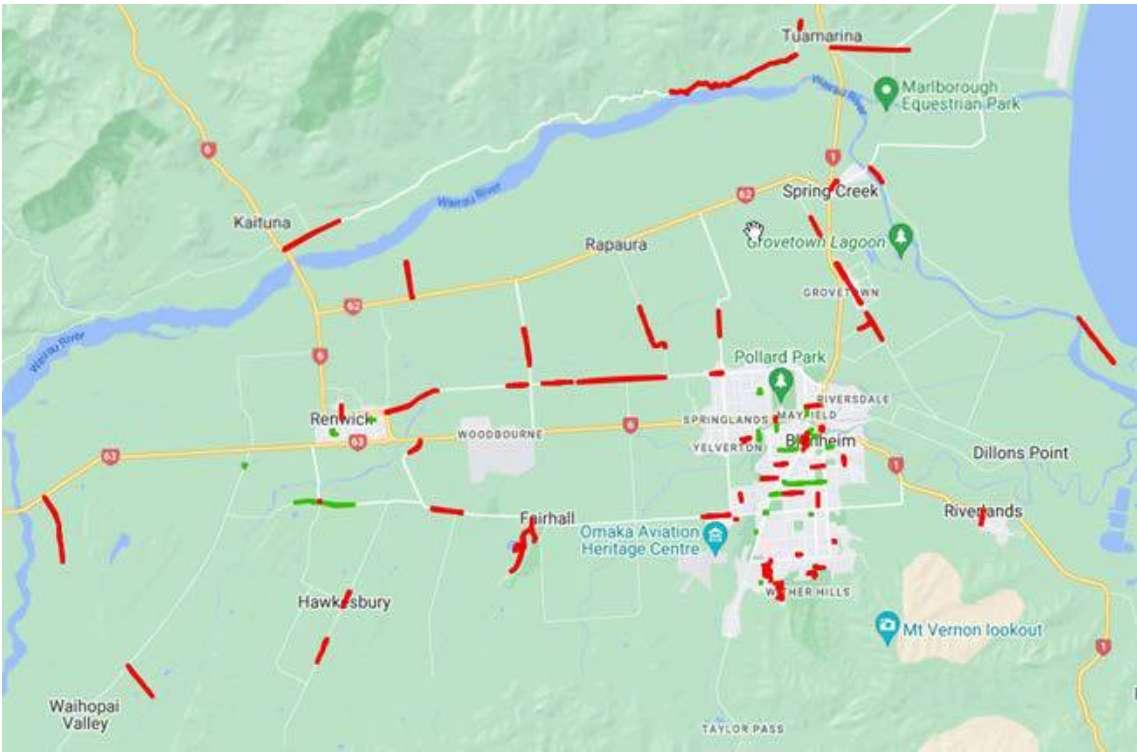 Tuamarina
Wairau River
Marlborough
Equestrian Park
6
1
Spring Creek
62
Wairau River
Kaituna
Rapaura
Grovetown Lagoon
GROVETOWN
62
Wairau River
6
Pollard Park
RIVERSDALE
Renwick
SPRINGLANDS
MAYFIELD
6
WOODBOURNE
63
63
YELVERTON
Blenheim
Dillons Point
1
Fairhall
Riverlands
Omaka Aviation
Heritage Centre
Hawkesbury
WITHER HILLS
Mt Vernon lookout
1
Waihopai
Valley
TAYLOR PASS